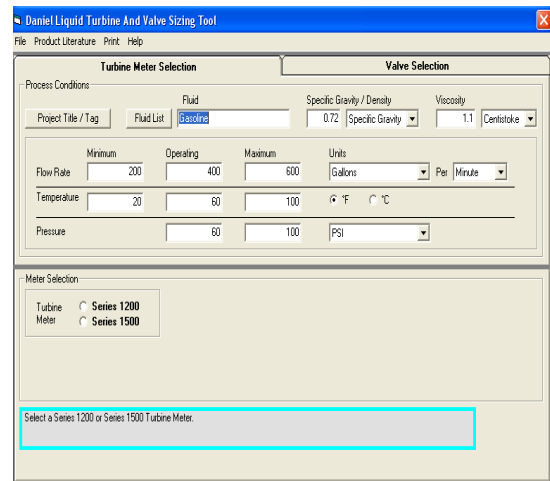 Daniel Liquid Turbine And Valve Sizing Tool
File Product Literature Print Help
Turbine Meter Selection Valve Selection
Process Conditions
Fluid Specific Gravity / Density Viscosity
Project Title / Tag Fluid List Gasoline 0.72 Specific Gravity 1.1 Centistoke
Minimum Operating Maximum Units
Flow Rate 200 400 600 Gallons Per Minute
Temperature 20 60 100 °F °C
Pressure 60 100 PSI
Meter Selection
Turbine Series 1200
Meter Series 1500
Select a Series 1200 or Series 1500 Turbine Meter.